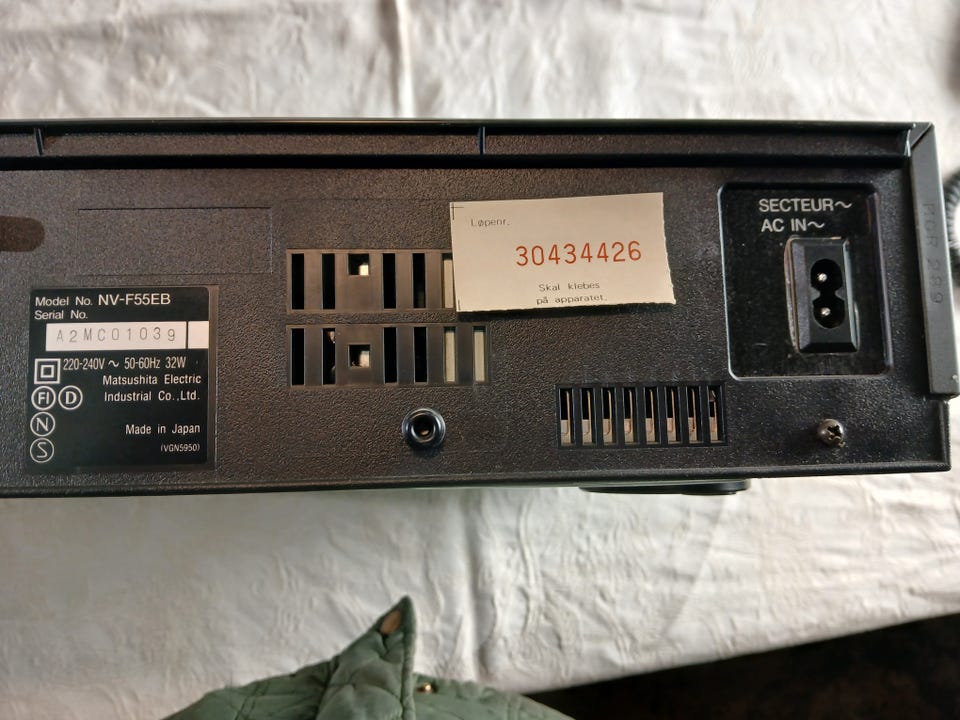 Model No. NV-F55EB
Serial No.
A2MC01039
220-240V ~ 50-60Hz 32W
Matsushita Electric
Industrial Co.,Ltd.
FI D
N
Made in Japan
S
(VGN5950)
Løpenr.
30434426
Skal klebes
på apparatet.
SECTEUR~
AC IN~